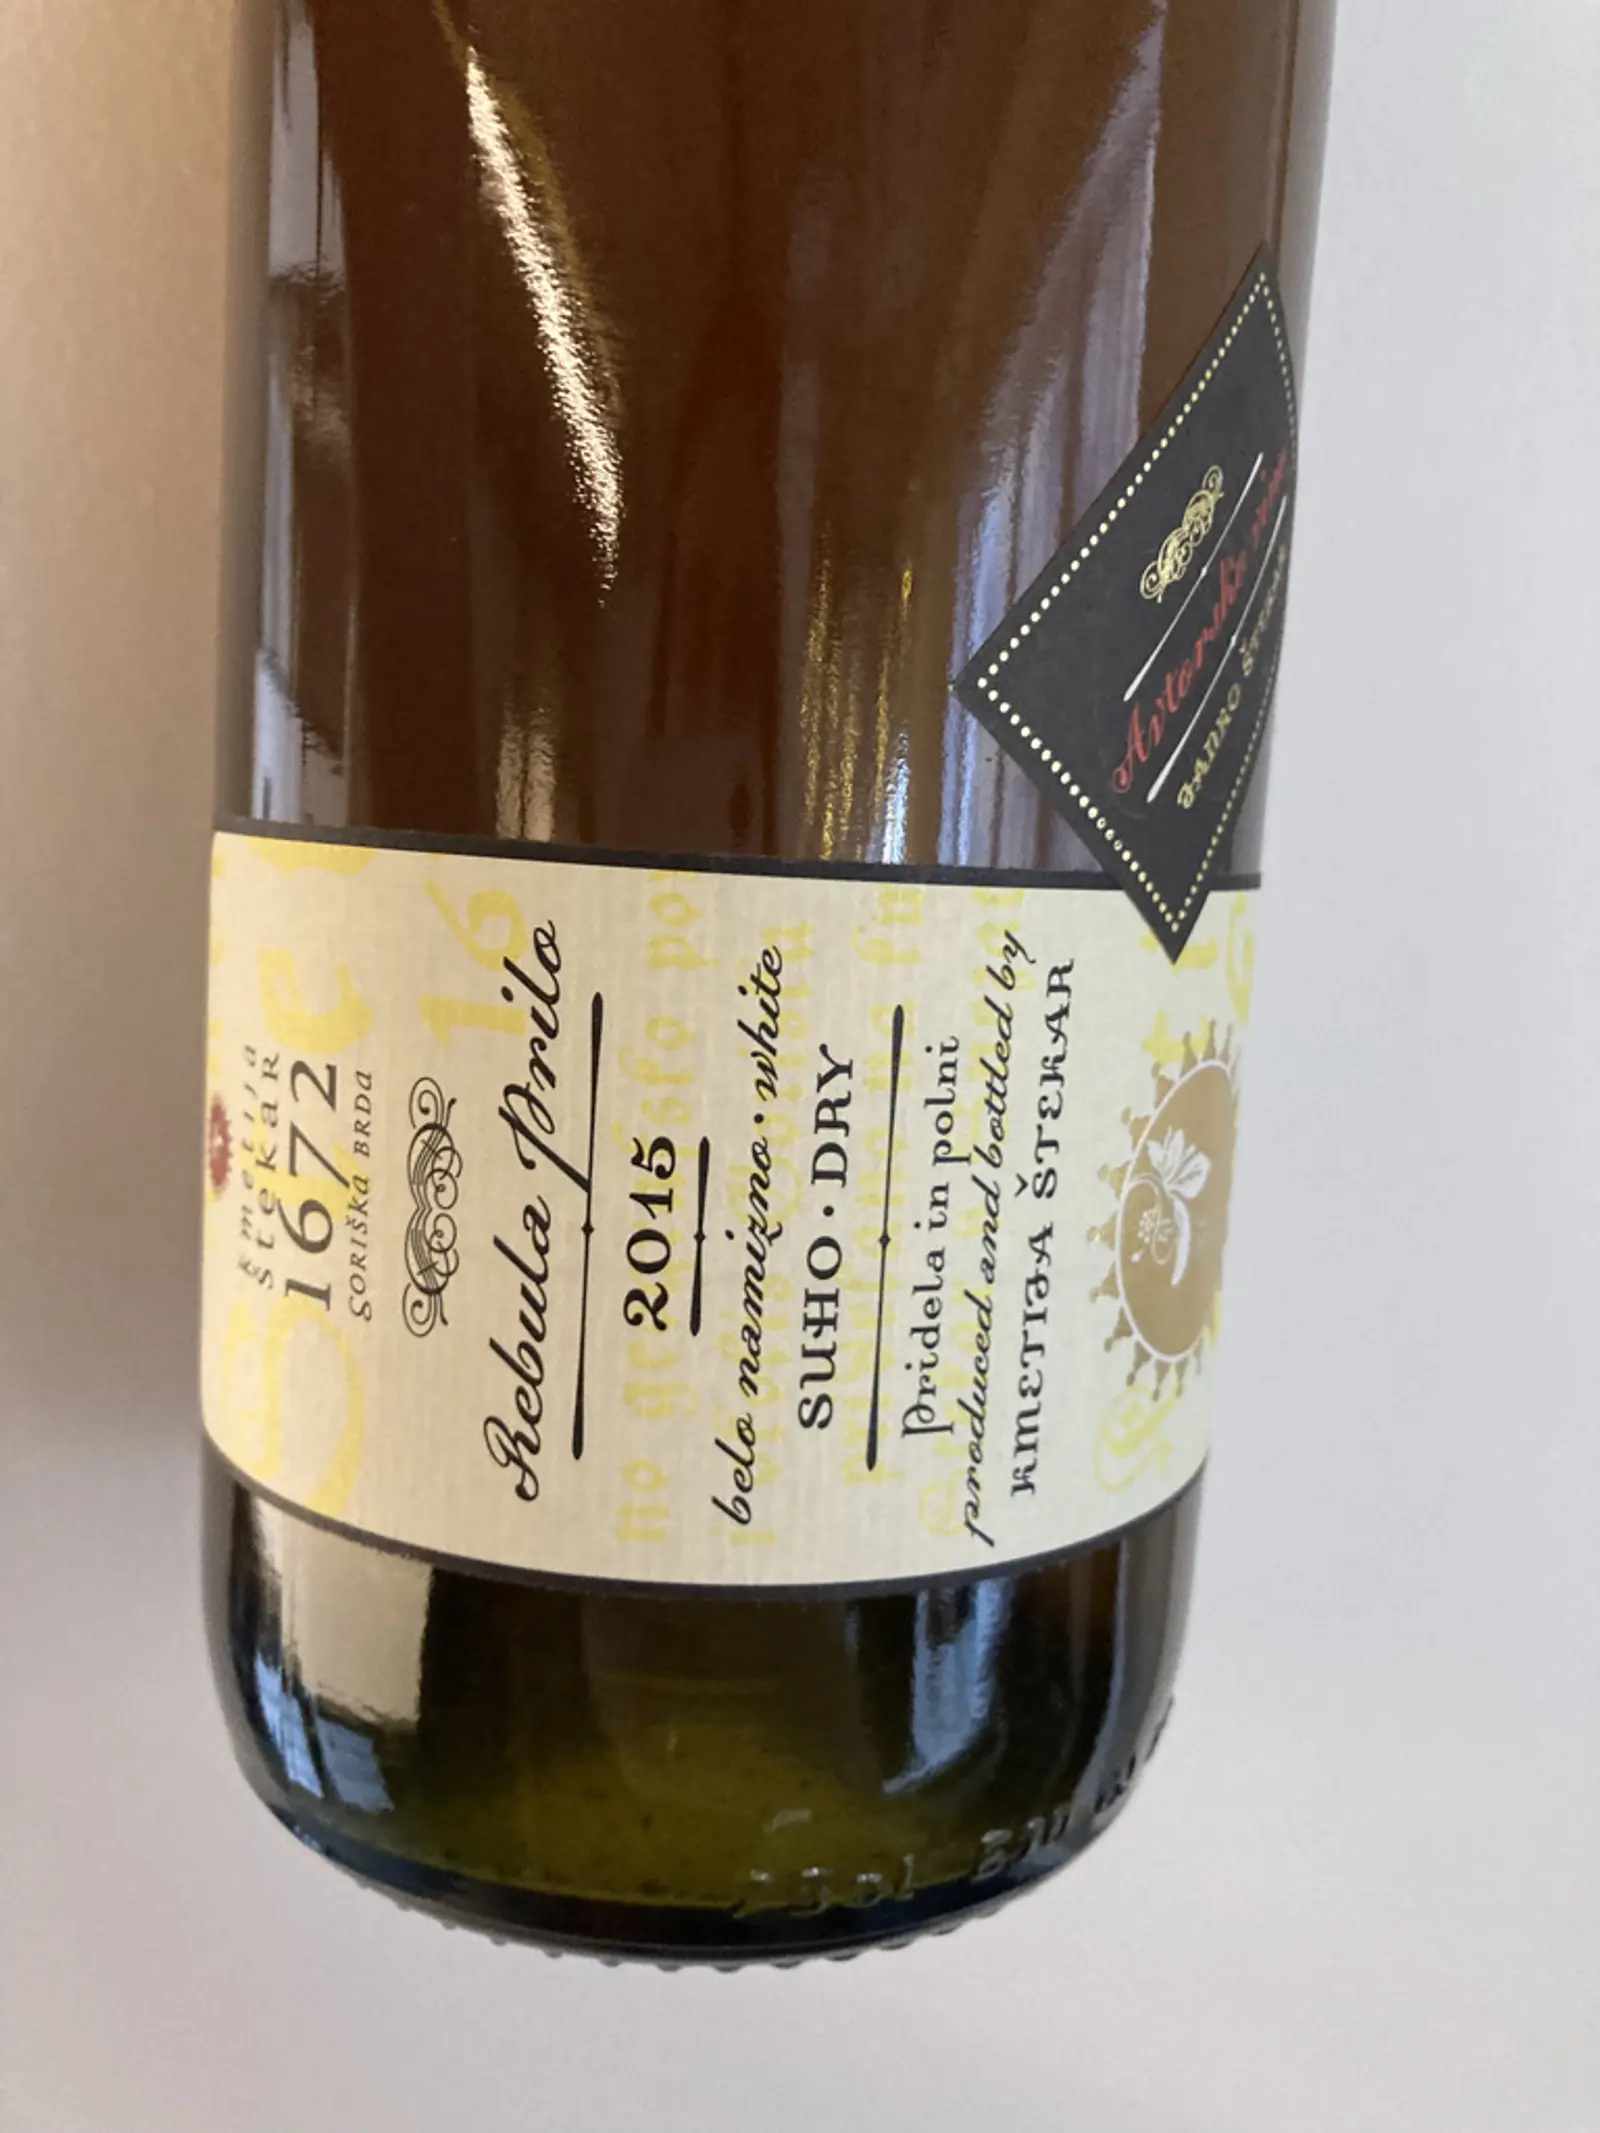 kmetija
Štekar
1672
GORIŠKA BRDA
Rebula Prilo
2015
belo namizno · white
SUHO · DRY
Pridela in polni
produced and bottled by
KMETIJA ŠTEKAR
Avtorsko
JANKO ŠTEKAR